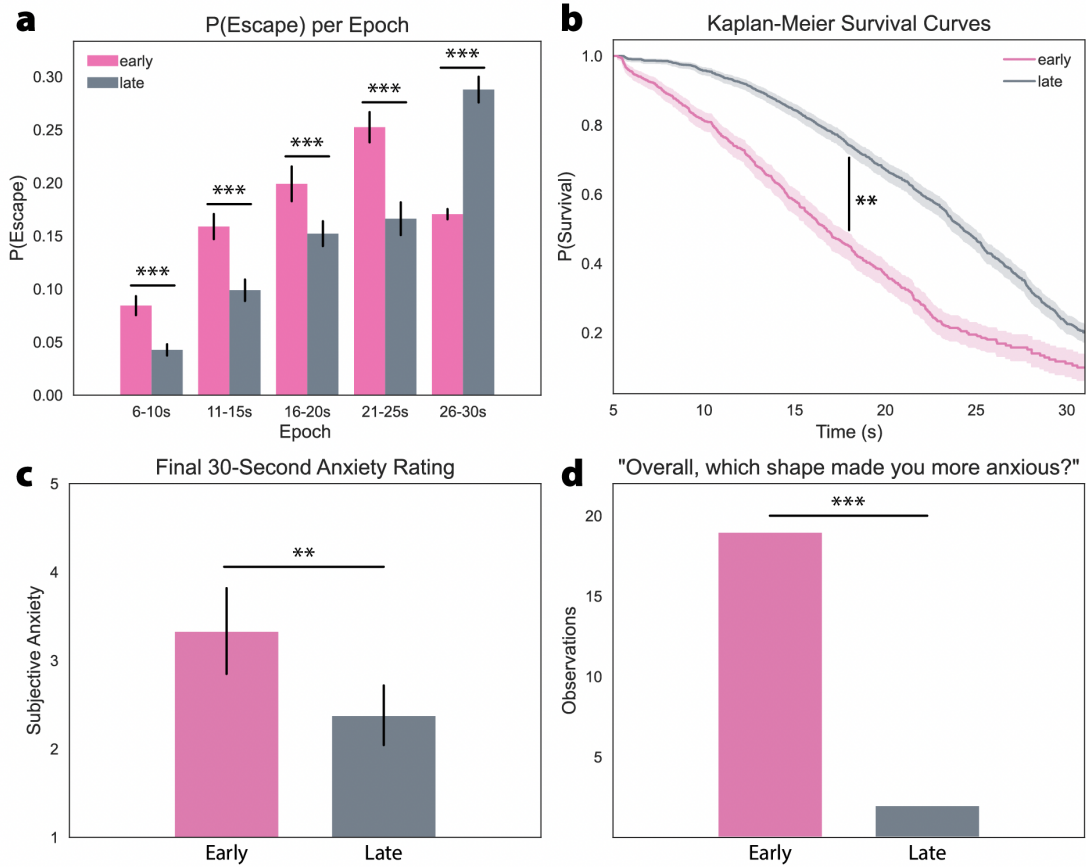 a
P(Escape) per Epoch
early
late
***
***
***
***
***
P(Escape)
0.30
0.25
0.20
0.15
0.10
0.05
0.00
6-10s
11-15s
16-20s
21-25s
26-30s
Epoch
b
Kaplan-Meier Survival Curves
early
late
**
P(Survival)
1.0
0.8
0.6
0.4
0.2
5
10
15
20
25
30
Time (s)
c
Final 30-Second Anxiety Rating
**
Subjective Anxiety
5
4
3
2
1
Early
Late
d
"Overall, which shape made you more anxious?"
***
Observations
20
15
10
5
Early
Late